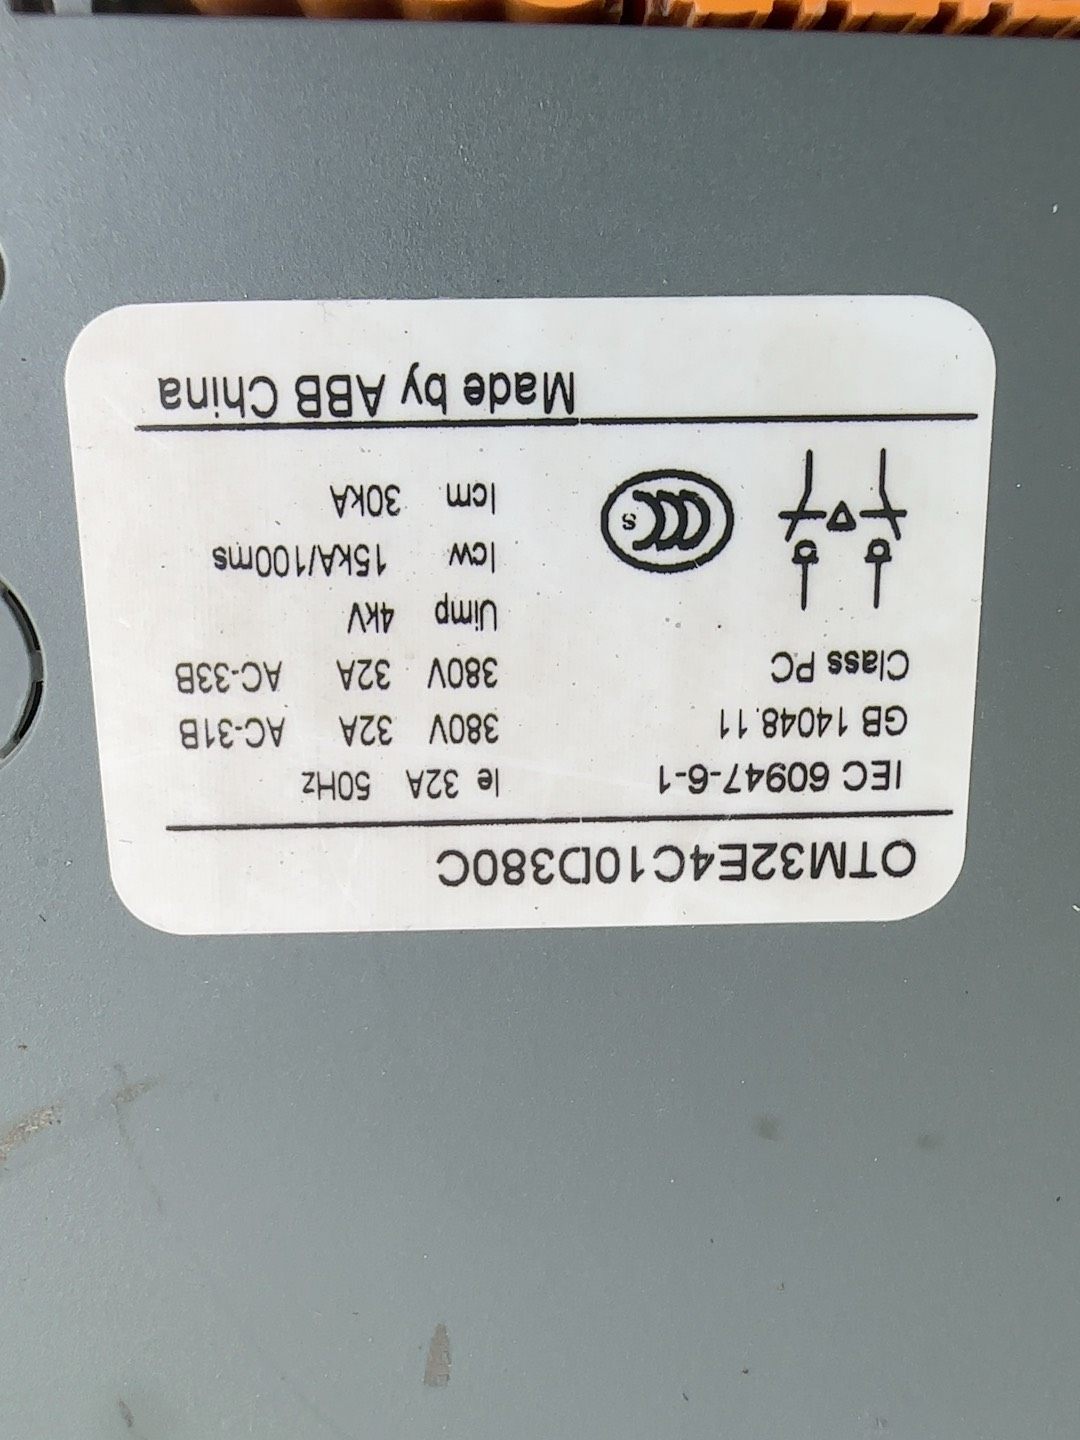 OTM32E4C10D380C
IEC 60947-6-1
GB 14048.11
Class PC
Ie 32A 50Hz
380V 32A AC-31B
380V 32A AC-33B
Uimp 4kV
Icw 15kA/100ms
Icm 30kA
CCC S
Made by ABB China